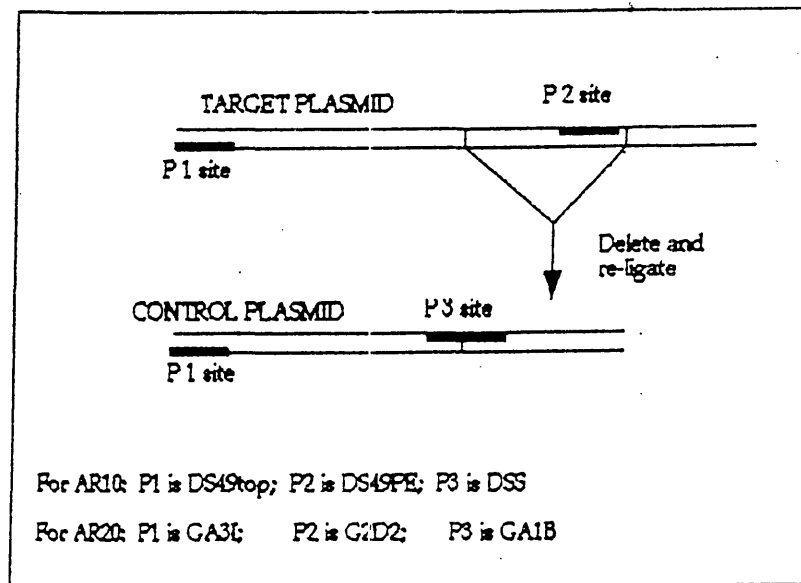 TARGET PLASMID
P 2 site
P 1 site
Delete and
re-ligate
CONTROL PLASMID
P 3 site
P 1 site
For AR10: P1 is DS49top; P2 is DS49PE; P3 is DSS
For AR20: P1 is GA3I; P2 is G2D2; P3 is GA1B